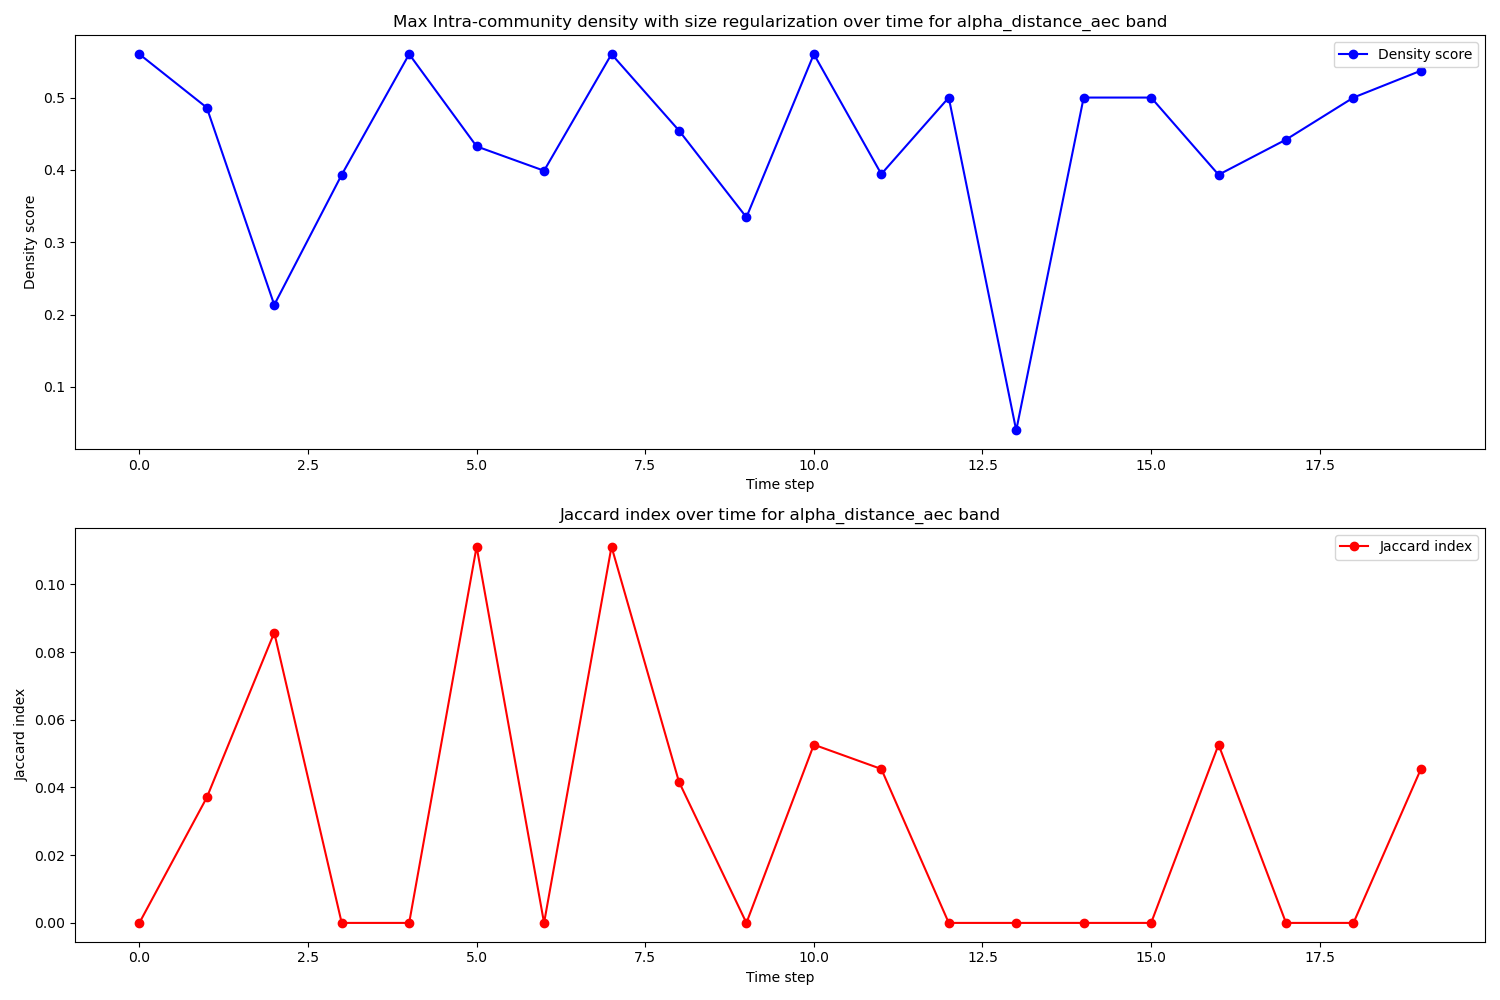 Max Intra-community density with size regularization over time for alpha_distance_aec band
Density score
Density score
0.5
0.4
0.3
0.2
0.1
0.0 2.5 5.0 7.5 10.0 12.5 15.0 17.5
Time step
Jaccard index over time for alpha_distance_aec band
Jaccard index
Jaccard index
0.10
0.08
0.06
0.04
0.02
0.00
0.0 2.5 5.0 7.5 10.0 12.5 15.0 17.5
Time step